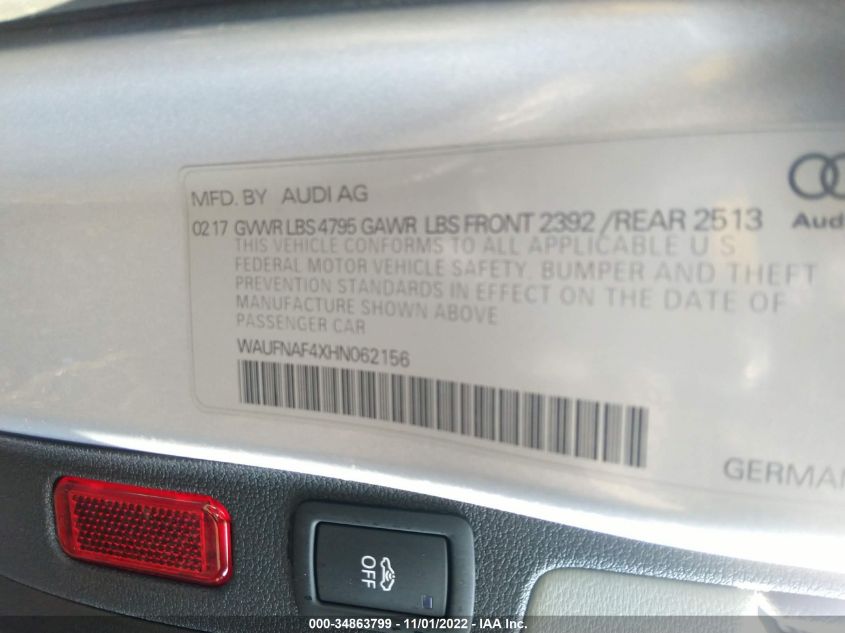 MFD. BY AUDI AG
02 17 GVWR LBS 4795 GAWR LBS FRONT 2392 /REAR 2513
Audi
THIS VEHICLE CONFORMS TO ALL APPLICABLE U S
FEDERAL MOTOR VEHICLE SAFETY, BUMPER AND THEFT
PREVENTION STANDARDS IN EFFECT ON THE DATE OF
MANUFACTURE SHOWN ABOVE
PASSENGER CAR
WAUFNAF4XHN062156
GERMAN
OFF
000-34863799 - 11/01/2022 - IAA Inc.